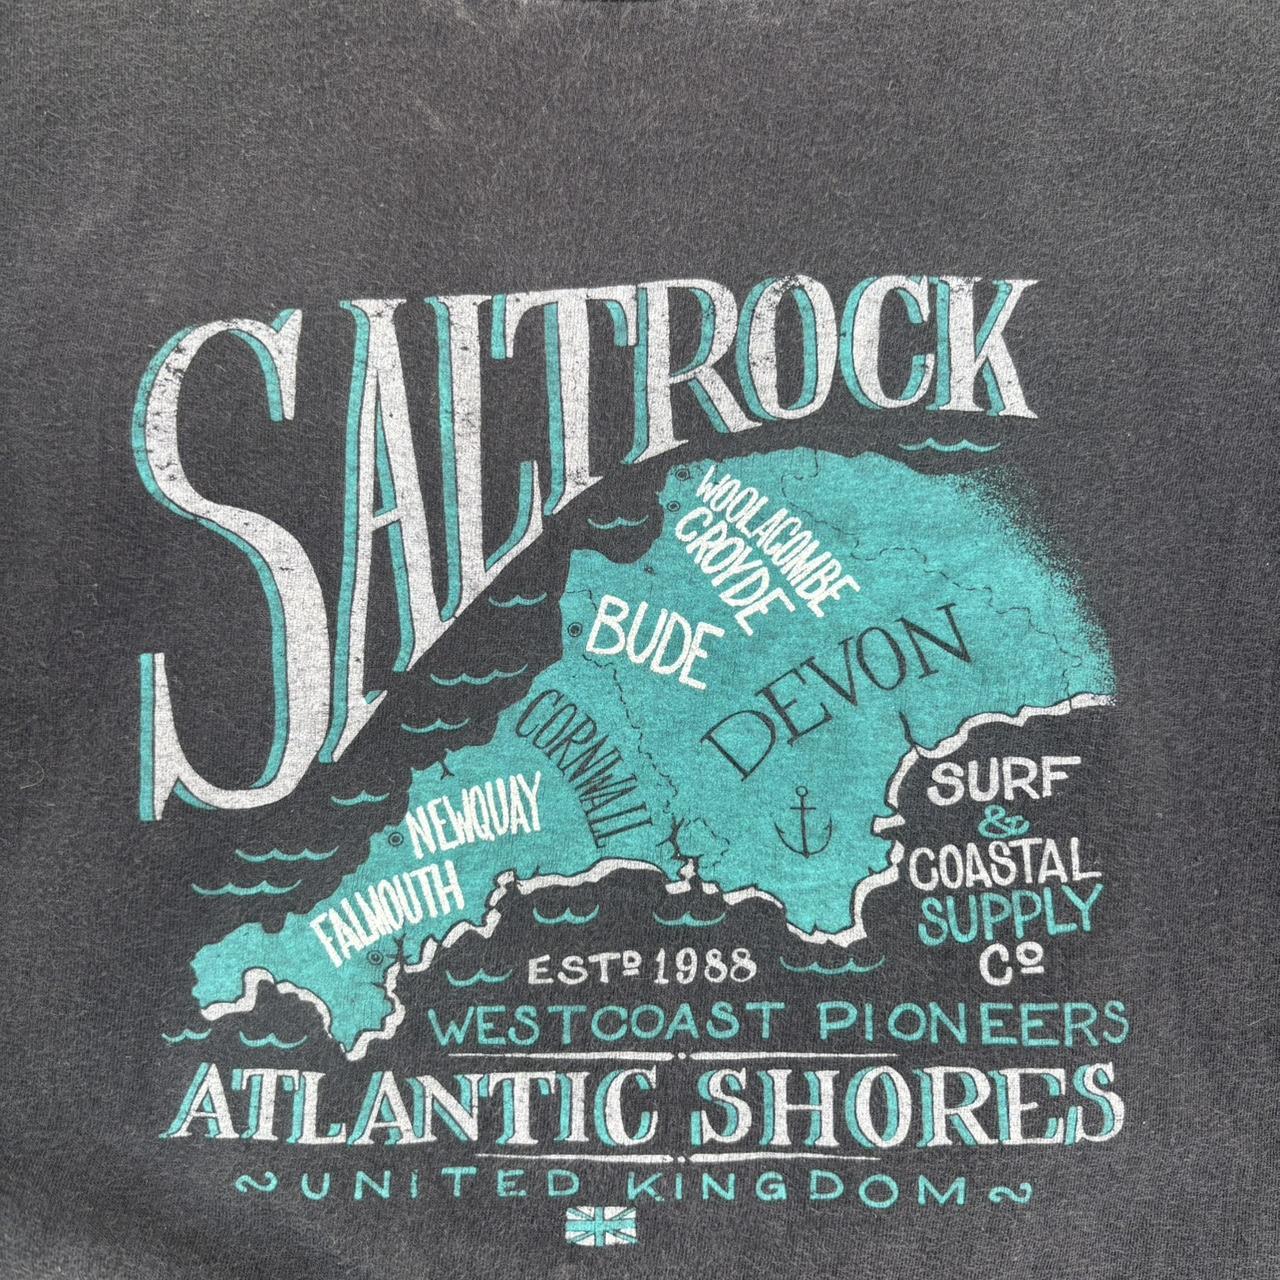 SALTROCK
WOOLACOMBE
CROYDE
BUDE
DEVON
CORNWALL
NEWQUAY
FALMOUTH
SURF
&
COASTAL
SUPPLY
Cº
ESTD 1988
WESTCOAST PIONEERS
ATLANTIC SHORES
~UNITED KINGDOM~